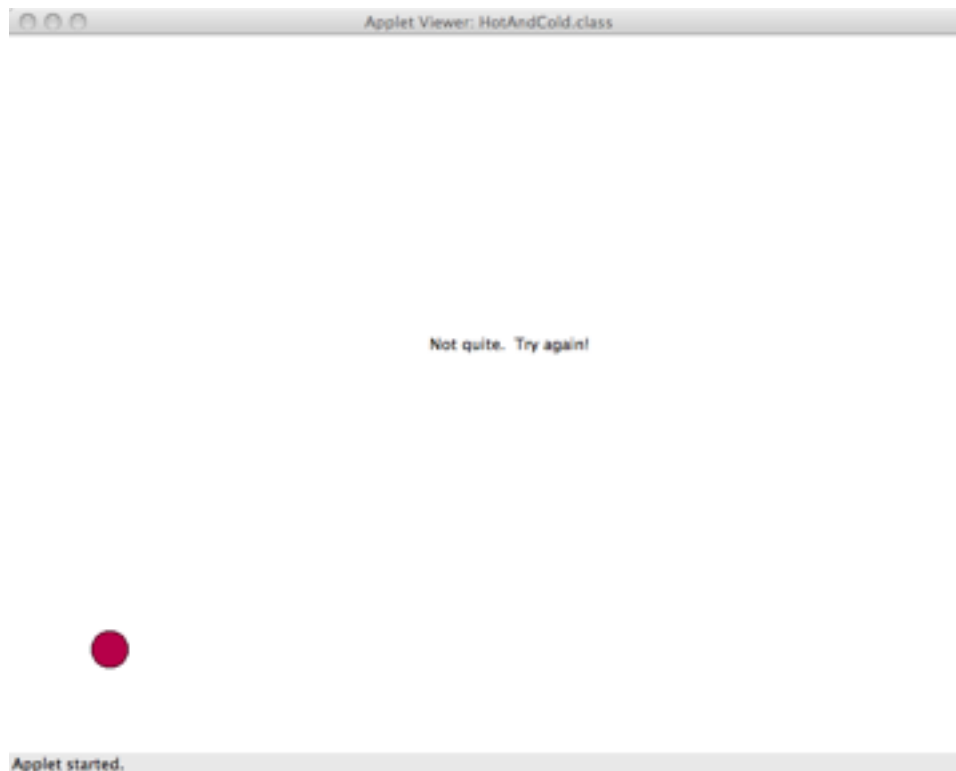 Applet Viewer: HotAndCold.class
Not quite.  Try again!
Applet started.